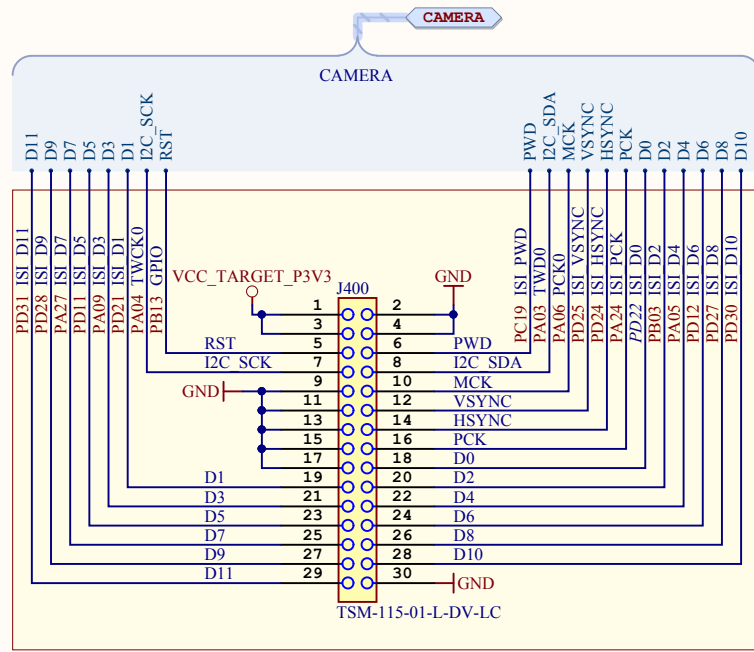 CAMERA
CAMERA
D11
D9
D7
D5
D3
D1
I2C_SCK
RST
PWD
I2C_SDA
MCK
VSYNC
HSYNC
PCK
D0
D2
D4
D6
D8
D10
PD31 ISI_D11
PD28 ISI_D9
PA27 ISI_D7
PD11 ISI_D5
PA09 ISI_D3
PD21 ISI_D1
PA04 TWCK0
PB13 GPIO
PC19 ISI_PWD
PA03 TWD0
PA06 PCK0
PD25 ISI_VSYNC
PD24 ISI_HSYNC
PA24 ISI_PCK
PD22 ISI_D0
PB03 ISI_D2
PA05 ISI_D4
PD12 ISI_D6
PD27 ISI_D8
PD30 ISI_D10
VCC_TARGET_P3V3
GND
J400
1 2
3 4
RST 5 6 PWD
I2C_SCK 7 8 I2C_SDA
GND 9 10 MCK
11 12 VSYNC
13 14 HSYNC
15 16 PCK
17 18 D0
D1 19 20 D2
D3 21 22 D4
D5 23 24 D6
D7 25 26 D8
D9 27 28 D10
D11 29 30 GND
TSM-115-01-L-DV-LC